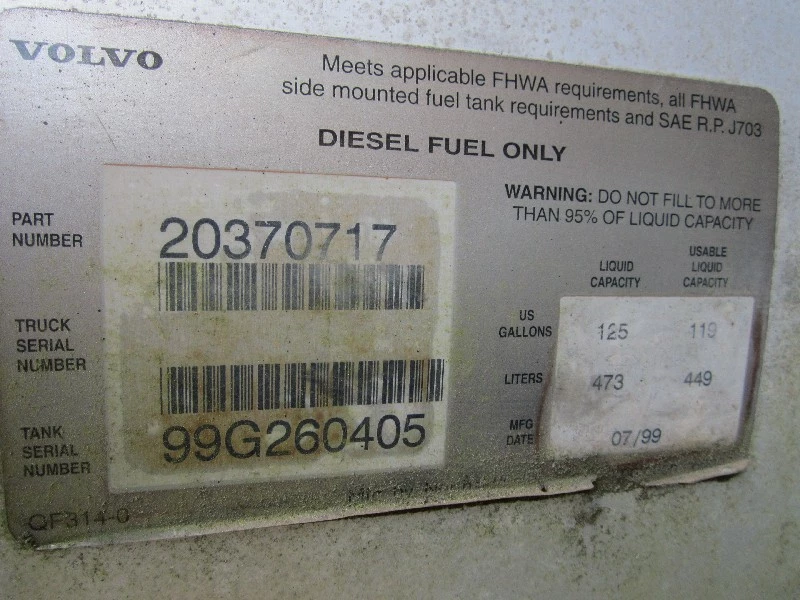 VOLVO
Meets applicable FHWA requirements, all FHWA
side mounted fuel tank requirements and SAE R.P. J703
DIESEL FUEL ONLY
WARNING: DO NOT FILL TO MORE
THAN 95% OF LIQUID CAPACITY
PART
NUMBER
20370717
TRUCK
SERIAL
NUMBER
TANK
SERIAL
NUMBER
99G260405
LIQUID
CAPACITY
USABLE
LIQUID
CAPACITY
US
GALLONS
125 119
LITERS
473 449
MFG
DATE
07/99
QF314-0